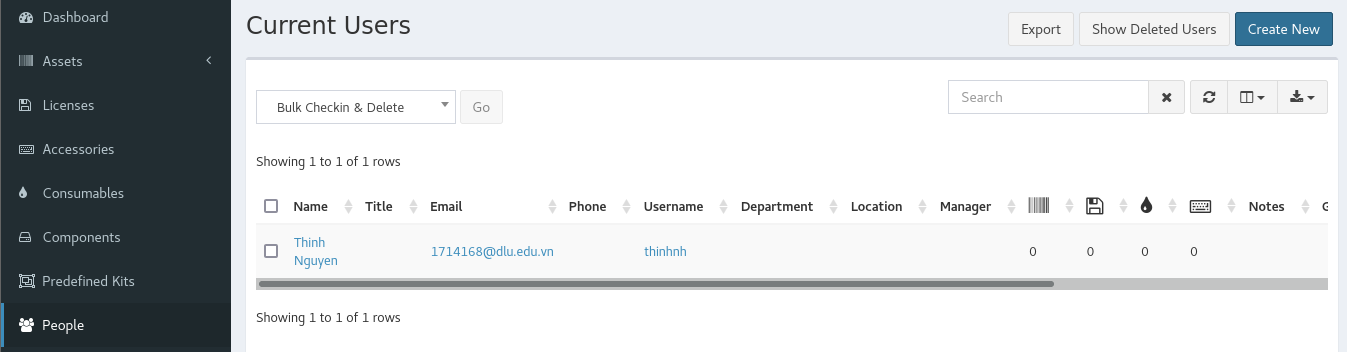 Dashboard
Assets
Licenses
Accessories
Consumables
Components
Predefined Kits
People
Current Users
Export
Show Deleted Users
Create New
Bulk Checkin & Delete
Go
Search
Showing 1 to 1 of 1 rows
Name Title Email Phone Username Department Location Manager Notes
Thinh
Nguyen
1714168@dlu.edu.vn thinhnh 0 0 0 0
Showing 1 to 1 of 1 rows